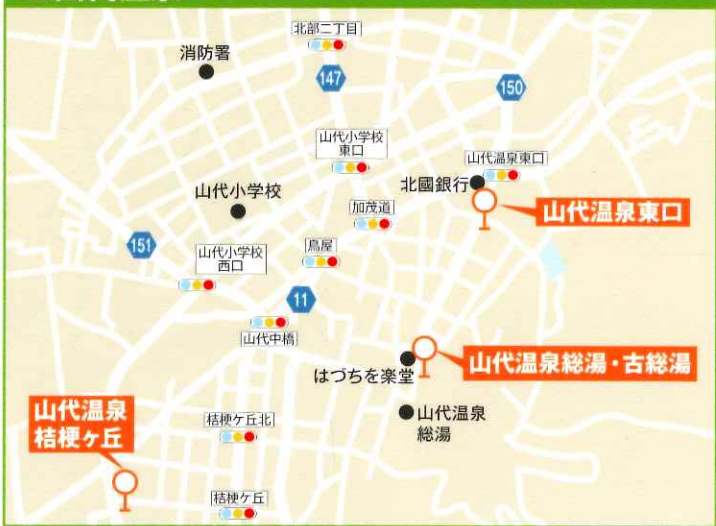 北部二丁目
消防署
147
150
山代小学校
東口
山代温泉東口
北國銀行
山代小学校
加茂道
山代温泉東口
151
山代小学校
西口
鳥屋
11
山代中橋
山代温泉総湯・古総湯
はづちを楽堂
山代温泉
桔梗ヶ丘
桔梗ケ丘北
山代温泉
総湯
桔梗ケ丘